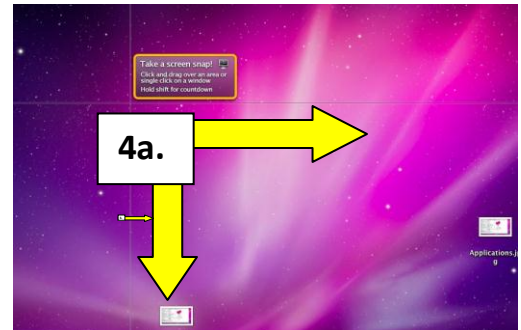 Take a screen snap!
Click and drag over an area or
single click on a window
Hold shift for countdown
4a.
Applications.jp
g